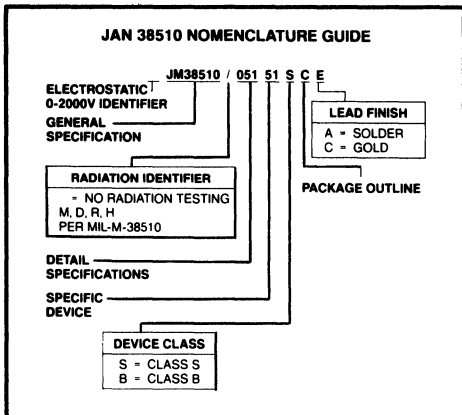 JAN 38510 NOMENCLATURE GUIDE
JM38510 / 051 51 S C E
ELECTROSTATIC
0-2000V IDENTIFIER
GENERAL
SPECIFICATION
LEAD FINISH
A = SOLDER
C = GOLD
RADIATION IDENTIFIER
= NO RADIATION TESTING
M, D, R, H
PER MIL-M-38510
PACKAGE OUTLINE
DETAIL
SPECIFICATIONS
SPECIFIC
DEVICE
DEVICE CLASS
S = CLASS S
B = CLASS B